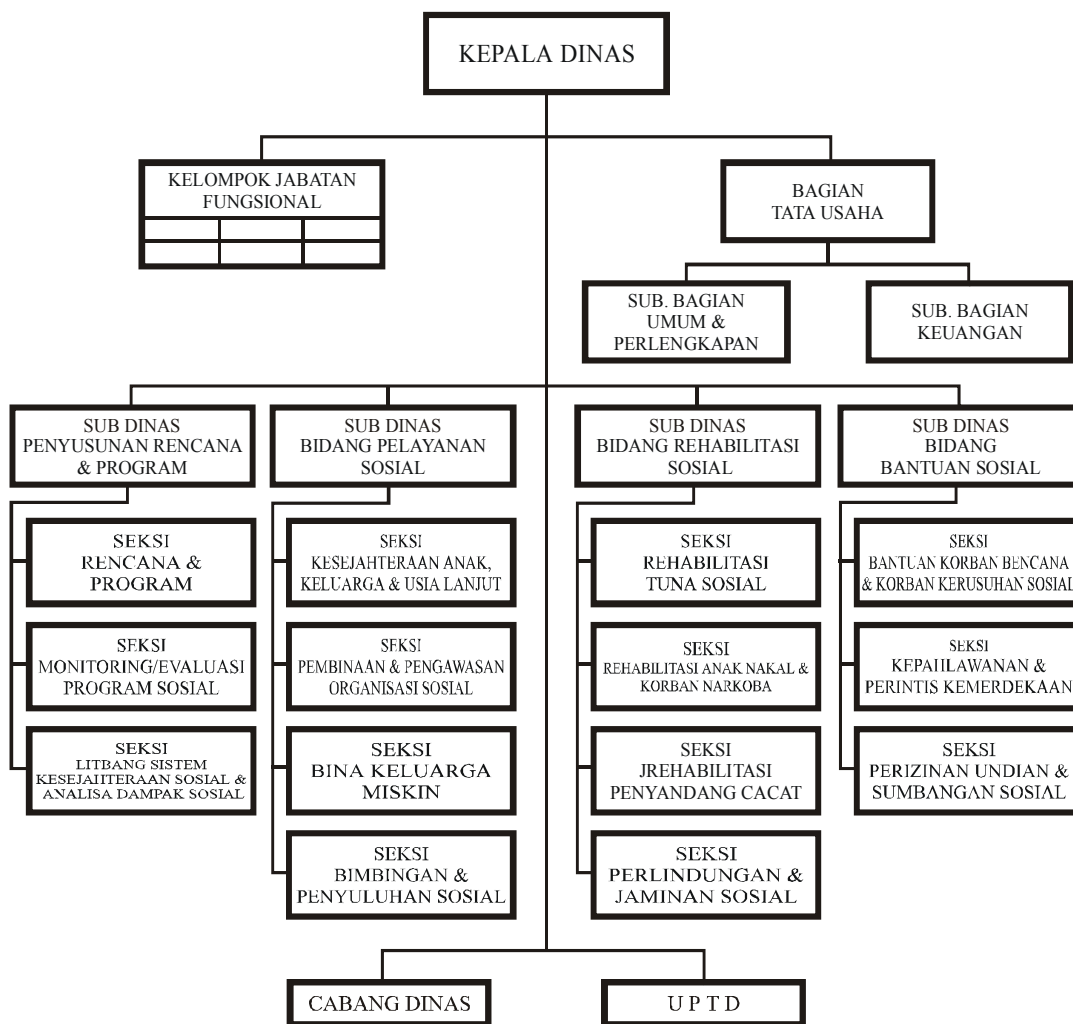 KEPALA DINAS
KELOMPOK JABATAN
FUNGSIONAL
BAGIAN
TATA USAHA
SUB. BAGIAN
UMUM &
PERLENGKAPAN
SUB. BAGIAN
KEUANGAN
SUB DINAS
PENYUSUNAN RENCANA
& PROGRAM
SUB DINAS
BIDANG PELAYANAN
SOSIAL
SUB DINAS
BIDANG REHABILITASI
SOSIAL
SUB DINAS
BIDANG
BANTUAN SOSIAL
SEKSI
RENCANA &
PROGRAM
SEKSI
MONITORING/EVALUASI
PROGRAM SOSIAL
SEKSI
LITBANG SISTEM
KESEJAIITERAAN SOSIAL &
ANALISA DAMPAK SOSIAL
SEKSI
KESEJAHTERAAN ANAK,
KELUARGA & USIA LANJUT
SEKSI
PEMBINAAN & PENGAWASAN
ORGANISASI SOSIAL
SEKSI
BINA KELUARGA
MISKIN
SEKSI
BIMBINGAN &
PENYULUHAN SOSIAL
SEKSI
REHABILITASI
TUNA SOSIAL
SEKSI
REHABILITASI ANAK NAKAL &
KORBAN NARKOBA
SEKSI
JREHABILITASI
PENYANDANG CACAT
SEKSI
PERLINDUNGAN &
JAMINAN SOSIAL
SEKSI
BANTUAN KORBAN BENCANA
& KORBAN KERUSUHAN SOSIAL
SEKSI
KEPAIILAWANAN &
PERINTIS KEMERDEKAAN
SEKSI
PERIZINAN UNDIAN &
SUMBANGAN SOSIAL
CABANG DINAS
U P T D